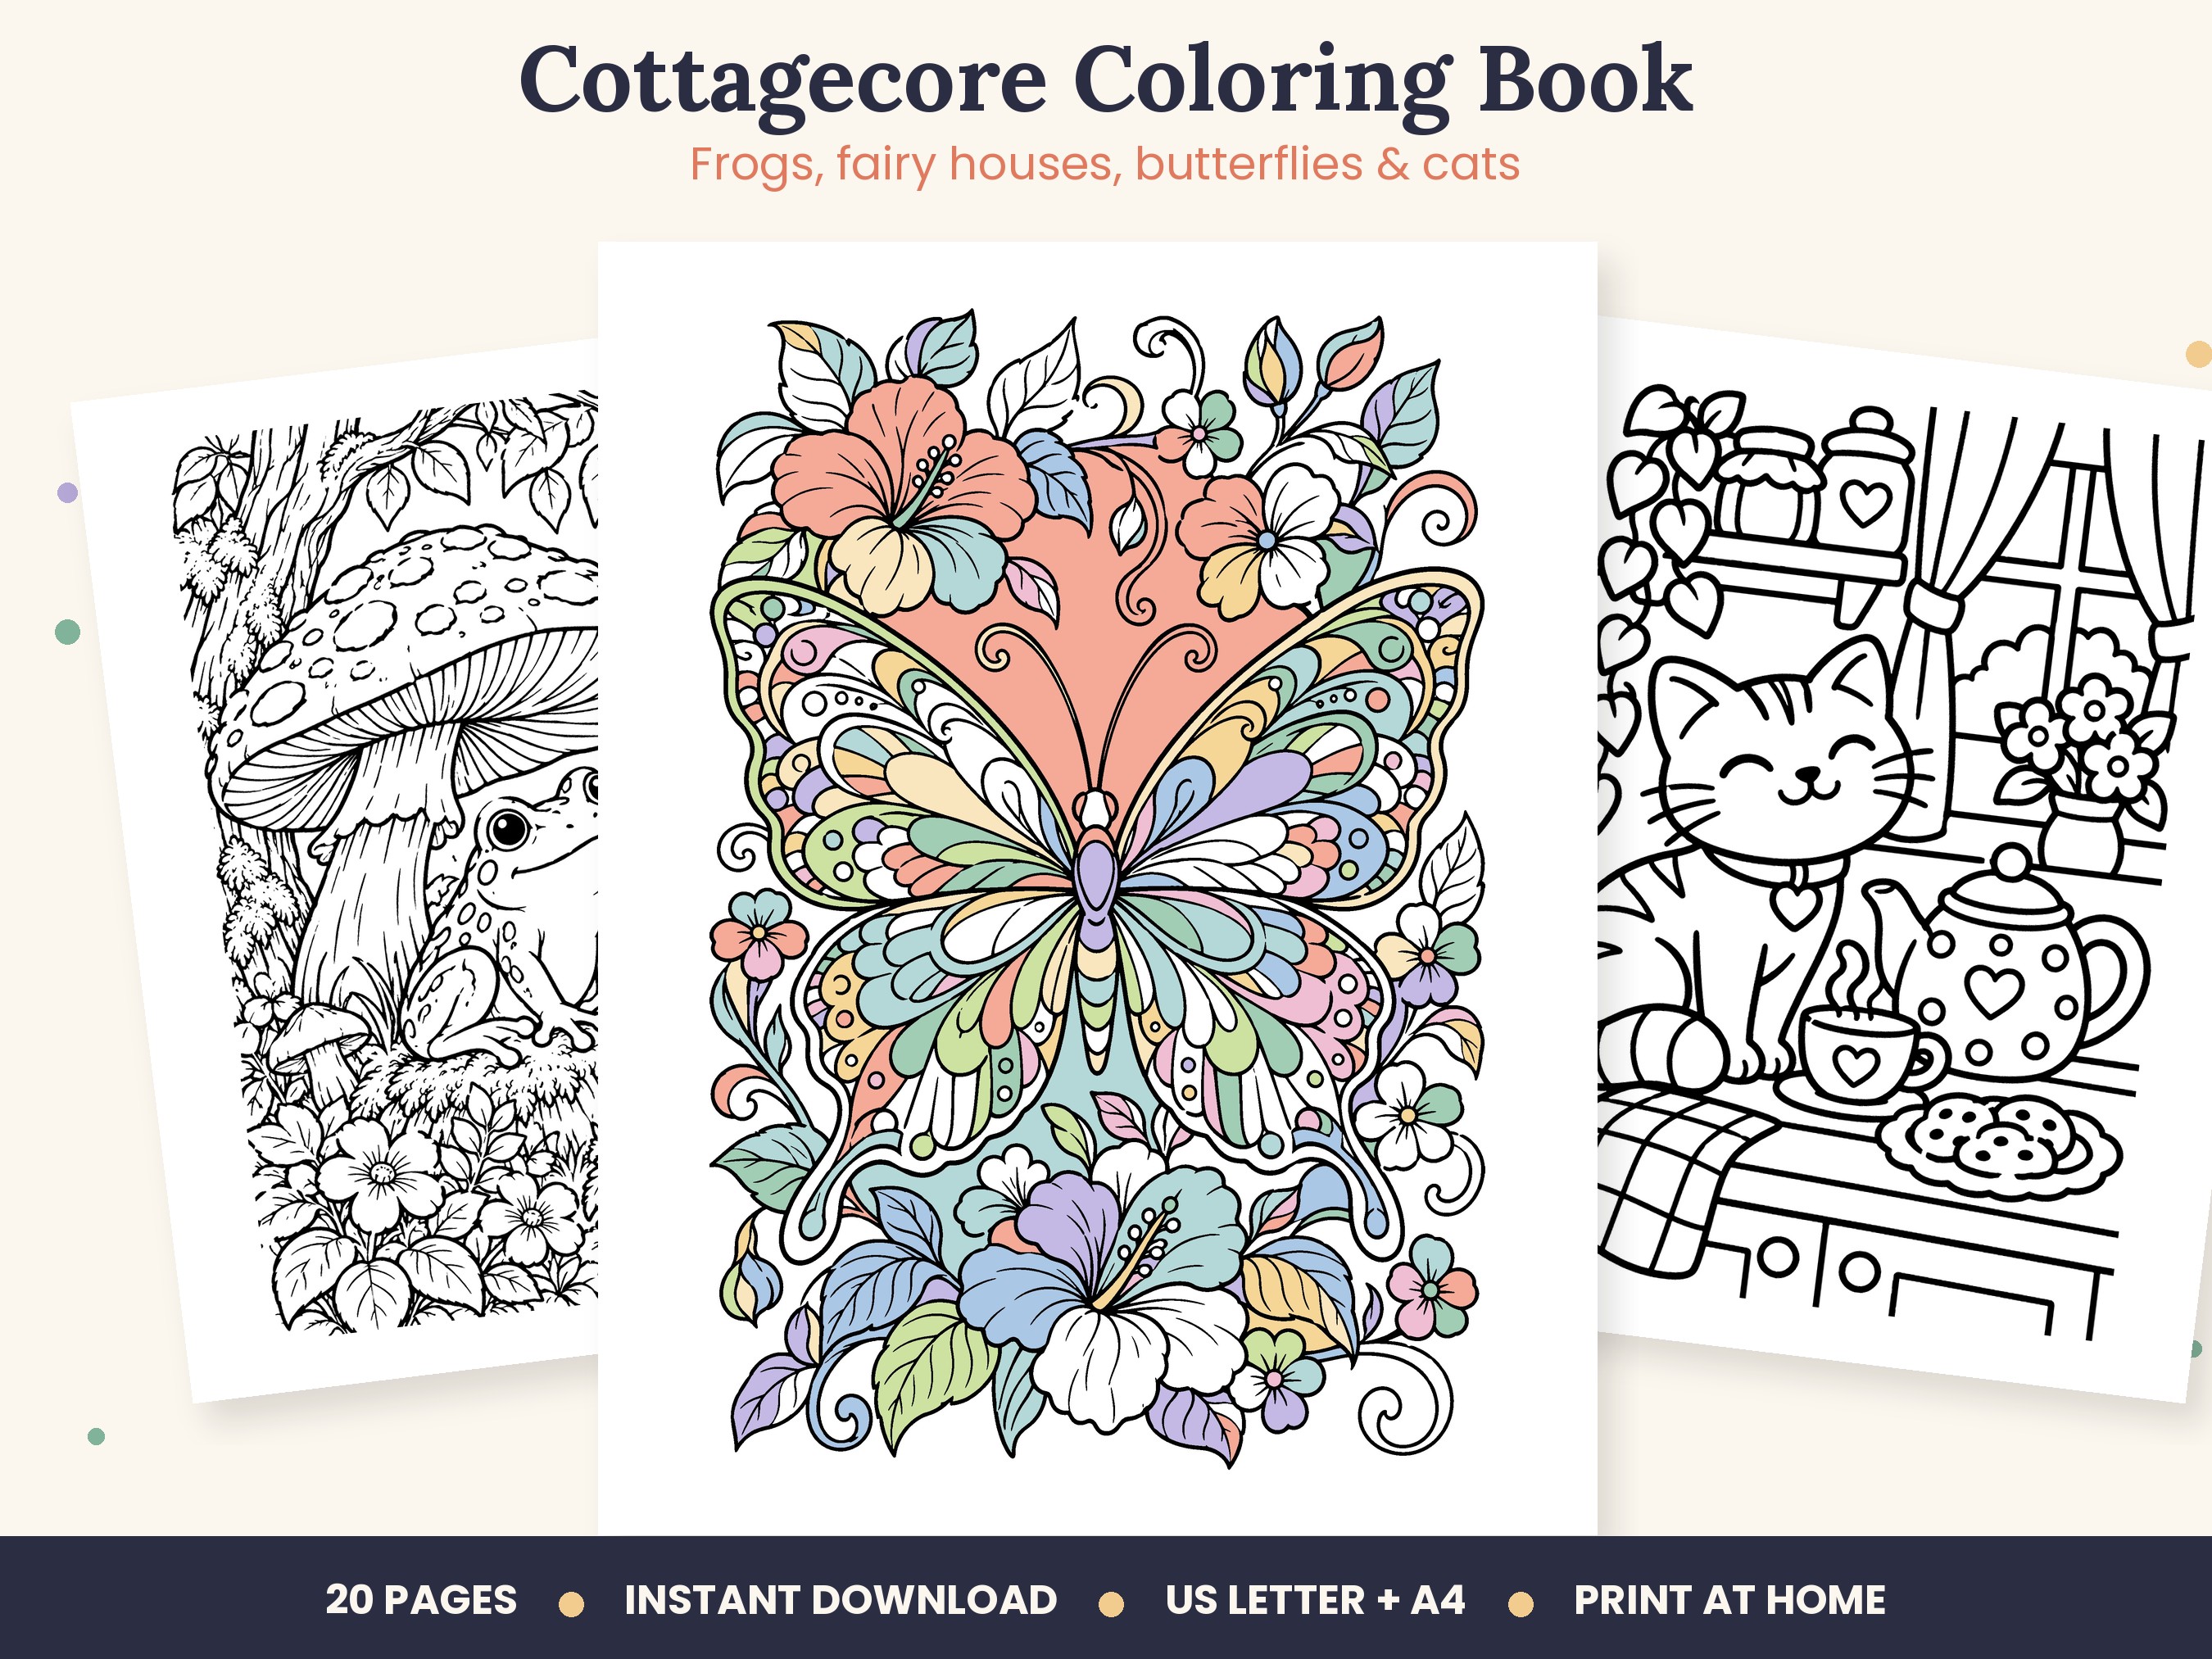 Cottagecore Coloring Book
Frogs, fairy houses, butterflies & cats
20 PAGES ● INSTANT DOWNLOAD ● US LETTER + A4 ● PRINT AT HOME